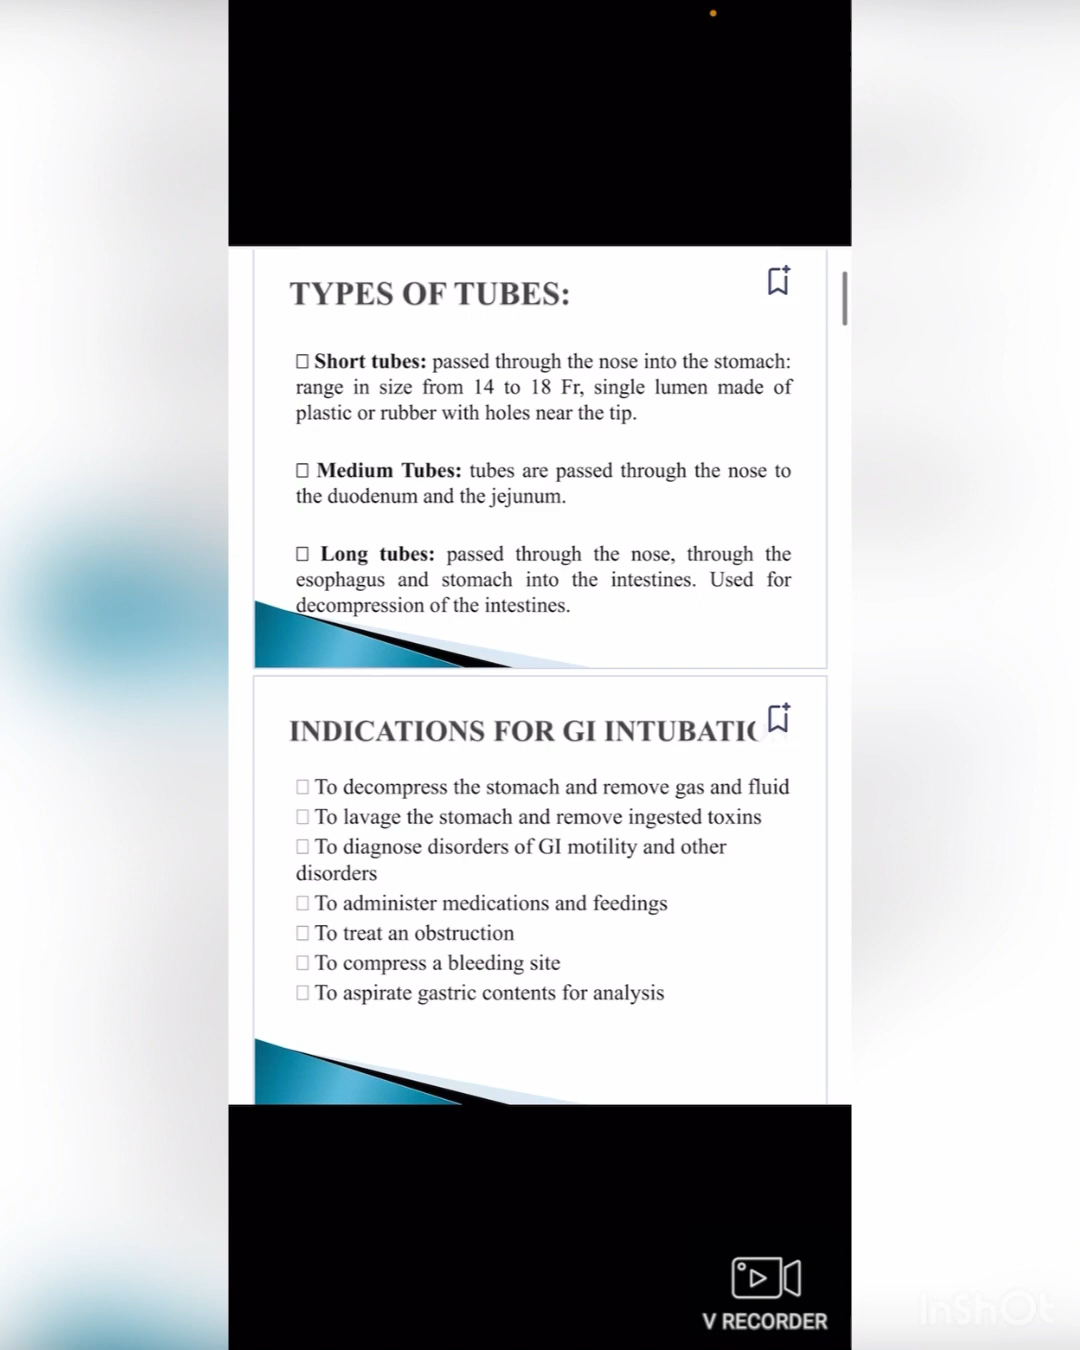 TYPES OF TUBES:
□ Short tubes: passed through the nose into the stomach:
range in size from 14 to 18 Fr, single lumen made of
plastic or rubber with holes near the tip.
□ Medium Tubes: tubes are passed through the nose to
the duodenum and the jejunum.
□ Long tubes: passed through the nose, through the
esophagus and stomach into the intestines. Used for
decompression of the intestines.
INDICATIONS FOR GI INTUBATIO
□ To decompress the stomach and remove gas and fluid
□ To lavage the stomach and remove ingested toxins
□ To diagnose disorders of GI motility and other
disorders
□ To administer medications and feedings
□ To treat an obstruction
□ To compress a bleeding site
□ To aspirate gastric contents for analysis
V RECORDER
InShOt